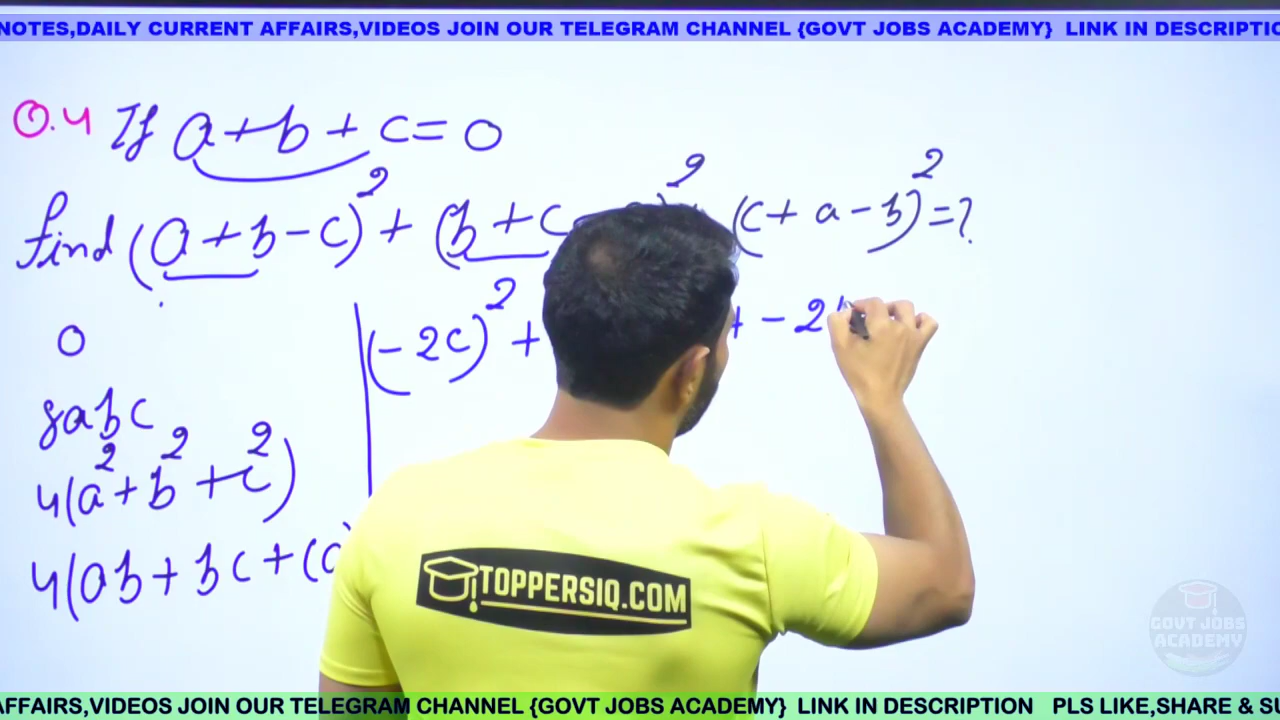 NOTES,DAILY CURRENT AFFAIRS,VIDEOS JOIN OUR TELEGRAM CHANNEL {GOVT JOBS ACADEMY} LINK IN DESCRIPTIO
Q.4 If a+b+c=0
find (a+b-c)² + (b+c )² (c+a-b)²=?
(-2c)² + + -2
0
8abc
4(a²+b²+c²)
4(ab+bc+ca
TOPPERSIQ.COM
GOVT JOBS
ACADEMY
AFFAIRS,VIDEOS JOIN OUR TELEGRAM CHANNEL {GOVT JOBS ACADEMY} LINK IN DESCRIPTION PLS LIKE,SHARE & SU